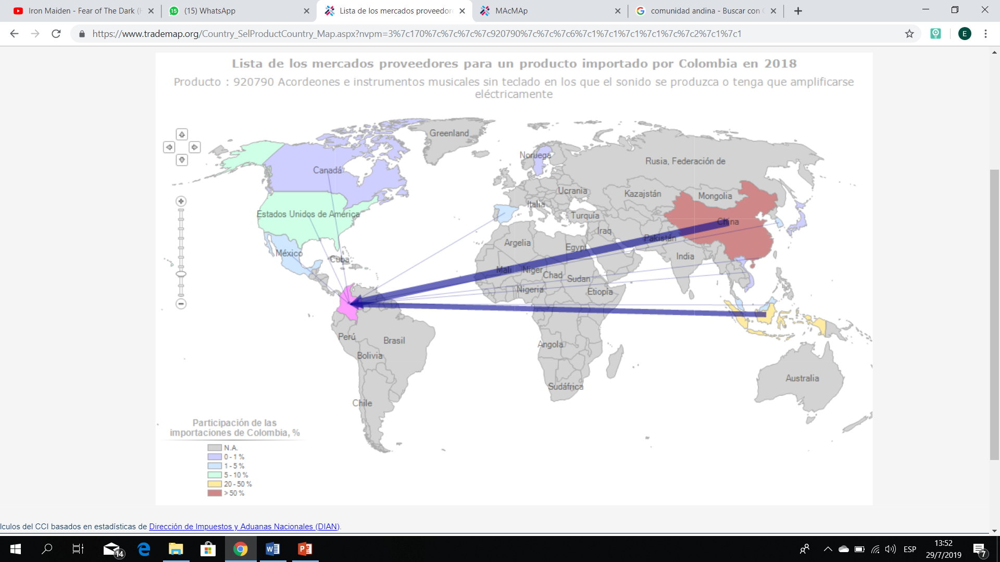 Iron Maiden - Fear of The Dark (
15 (15) WhatsApp
Lista de los mercados proveedore
MAcMAp
comunidad andina - Buscar con
https://www.trademap.org/Country_SelProductCountry_Map.aspx?nvpm=3%7c170%7c%7c%7c%7c920790%7c%7c%7c6%7c1%7c1%7c1%7c1%7c%7c2%7c1%7c1
E
Lista de los mercados proveedores para un producto importado por Colombia en 2018
Producto : 920790 Acordeones e instrumentos musicales sin teclado en los que el sonido se produzca o tenga que amplificarse
eléctricamente
Greenland
Noruega
Rusia, Federación de
Canadá
Ucrania
Kazajstán
Mongolia
Italia
Estados Unidos de América
Turquía
China
Iraq
Pakistán
Argelia
Egypt
México
India
Cuba
Mali
Niger
Chad
Sudan
Nigeria
Etiopía
Perú
Brasil
Angola
Bolivia
Australia
Sudáfrica
Chile
Participación de las
importaciones de Colombia, %
N.A.
0 - 1 %
1 - 5 %
5 - 10 %
20 - 50 %
> 50 %
lculos del CCI basados en estadísticas de Dirección de Impuestos y Aduanas Nacionales (DIAN).
14
ESP
13:52
29/7/2019
7